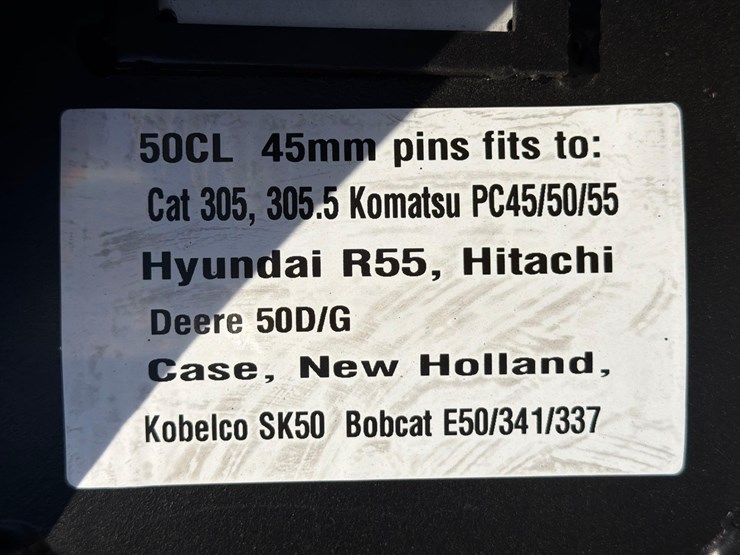 50CL 45mm pins fits to:
Cat 305, 305.5 Komatsu PC45/50/55
Hyundai R55, Hitachi
Deere 50D/G
Case, New Holland,
Kobelco SK50 Bobcat E50/341/337